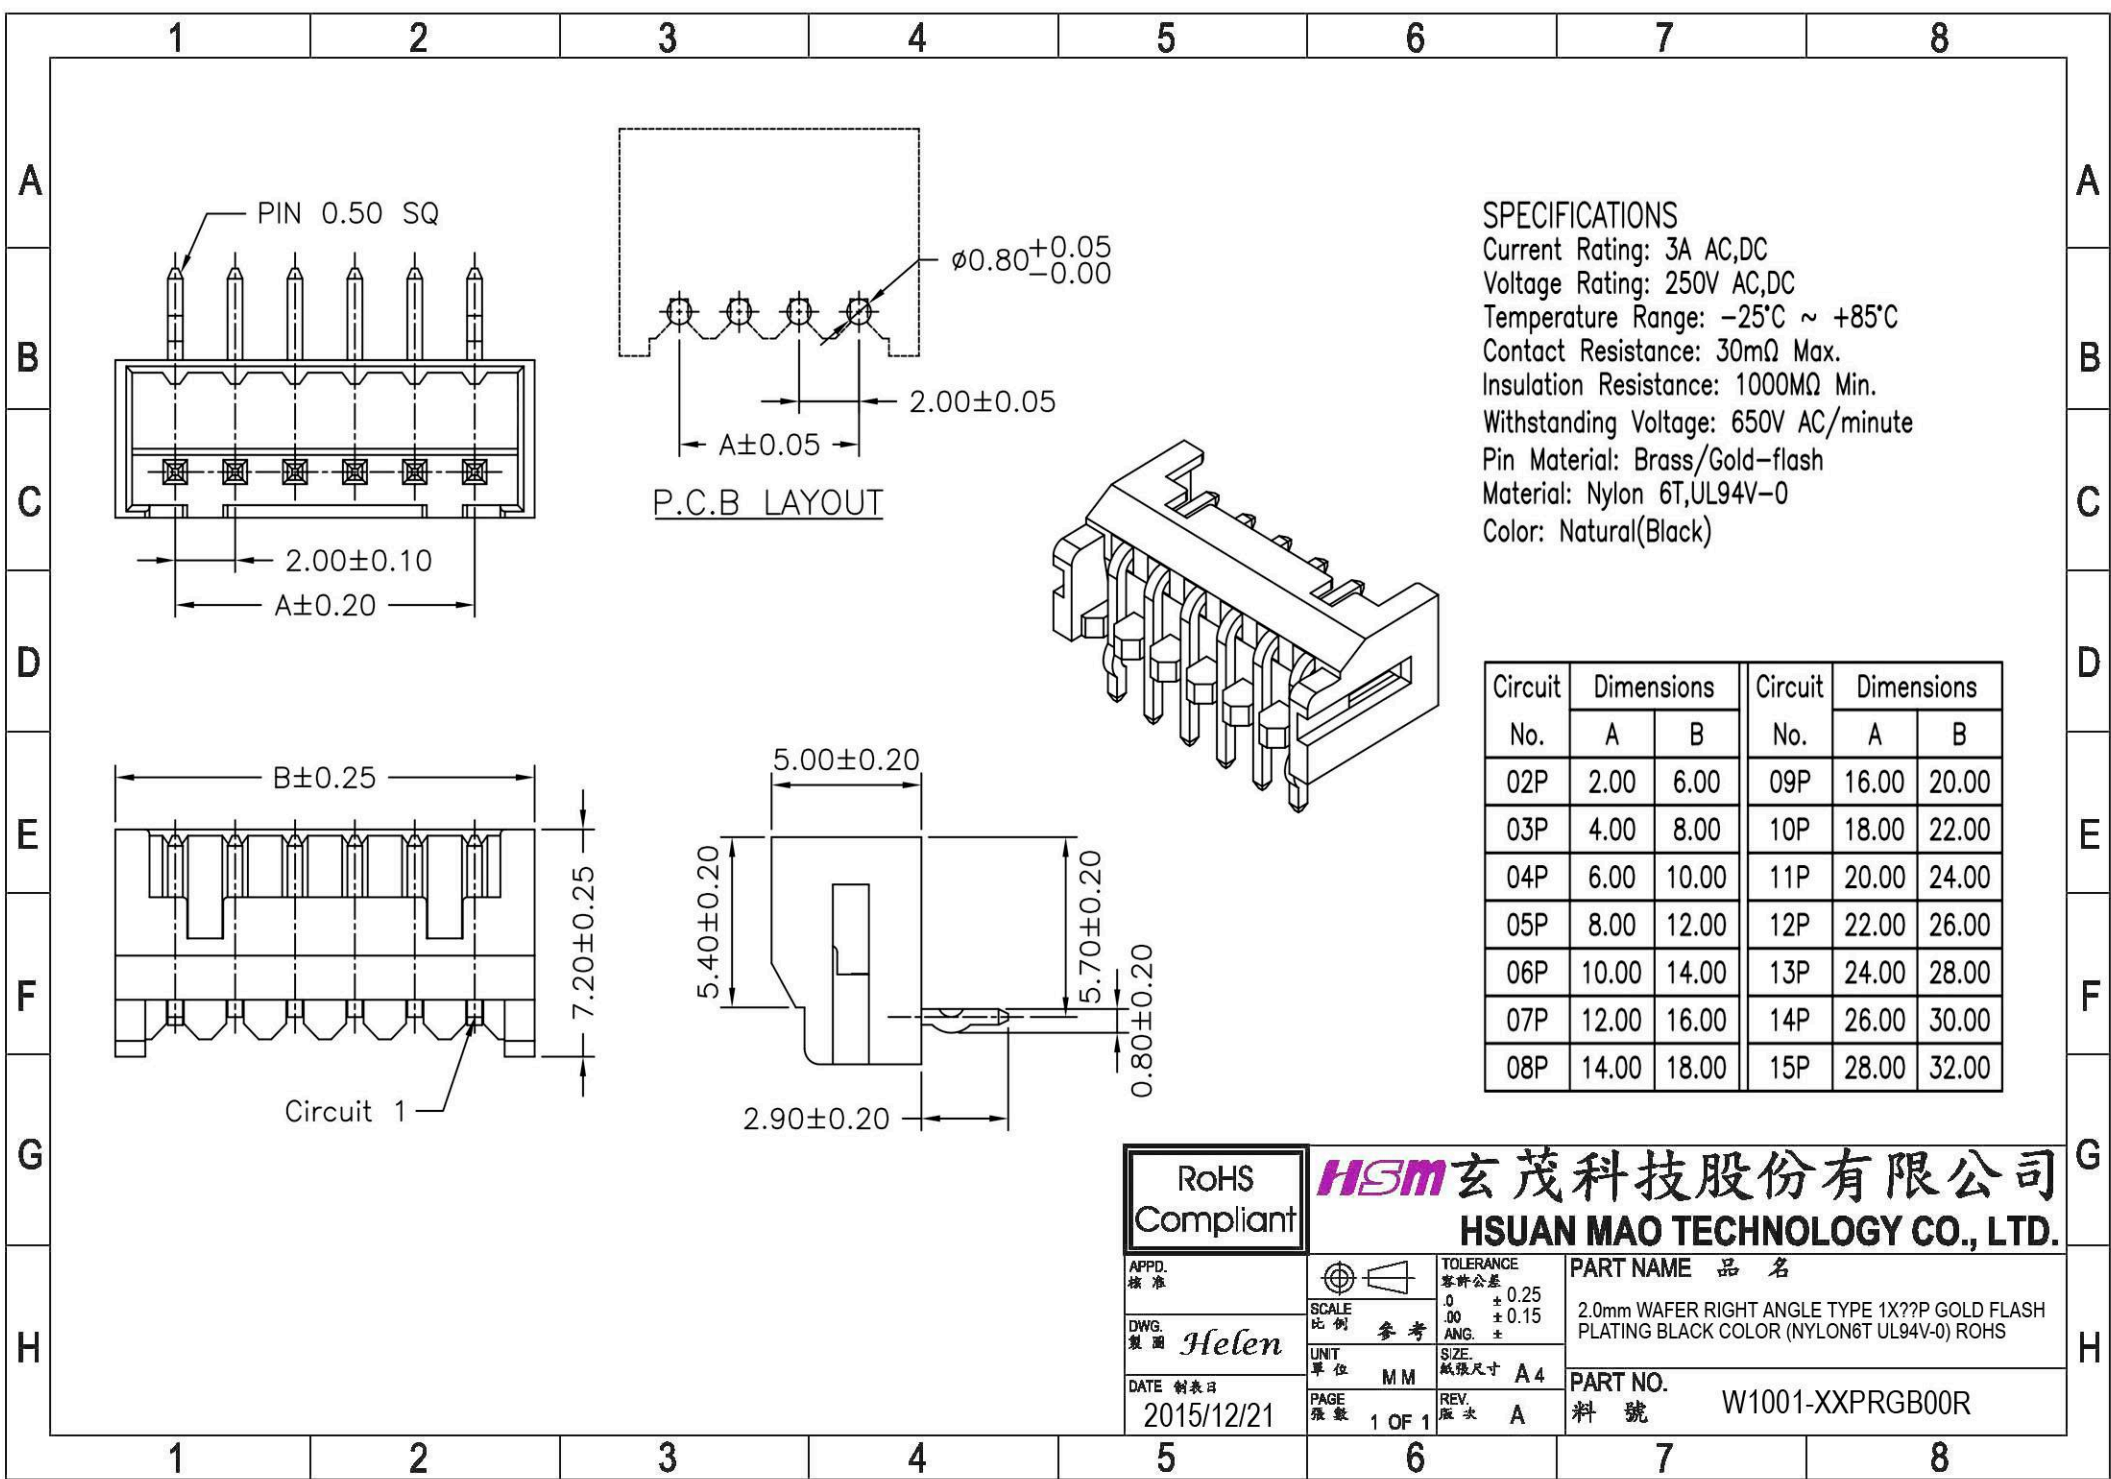 1 2 3 4 5 6 7 8
A A
B B
C C
D D
E E
F F
G G
H H
PIN 0.50 SQ
2.00±0.10
A±0.20
ø0.80+0.05
−0.00
2.00±0.05
A±0.05
P.C.B LAYOUT
SPECIFICATIONS
Current Rating: 3A AC,DC
Voltage Rating: 250V AC,DC
Temperature Range: −25°C ~ +85°C
Contact Resistance: 30mΩ Max.
Insulation Resistance: 1000MΩ Min.
Withstanding Voltage: 650V AC/minute
Pin Material: Brass/Gold−flash
Material: Nylon 6T,UL94V−0
Color: Natural(Black)
B±0.25
7.20±0.25
Circuit 1
5.00±0.20
5.40±0.20
5.70±0.20
0.80±0.20
2.90±0.20
Circuit Dimensions Circuit Dimensions
No. A B No. A B
02P 2.00 6.00 09P 16.00 20.00
03P 4.00 8.00 10P 18.00 22.00
04P 6.00 10.00 11P 20.00 24.00
05P 8.00 12.00 12P 22.00 26.00
06P 10.00 14.00 13P 24.00 28.00
07P 12.00 16.00 14P 26.00 30.00
08P 14.00 18.00 15P 28.00 32.00
RoHS
Compliant
HSM 玄茂科技股份有限公司
HSUAN MAO TECHNOLOGY CO., LTD.
APPD.
核准
DWG.
製圖 Helen
DATE 制表日
2015/12/21
SCALE
比例 參考
UNIT
單位 MM
PAGE
張數 1 OF 1
TOLERANCE
容許公差
.0 ± 0.25
.00 ± 0.15
ANG. ±
SIZE.
紙張尺寸 A4
REV.
版次 A
PART NAME 品名
2.0mm WAFER RIGHT ANGLE TYPE 1X??P GOLD FLASH
PLATING BLACK COLOR (NYLON6T UL94V-0) ROHS
PART NO.
料號 W1001-XXPRGB00R
1 2 3 4 5 6 7 8